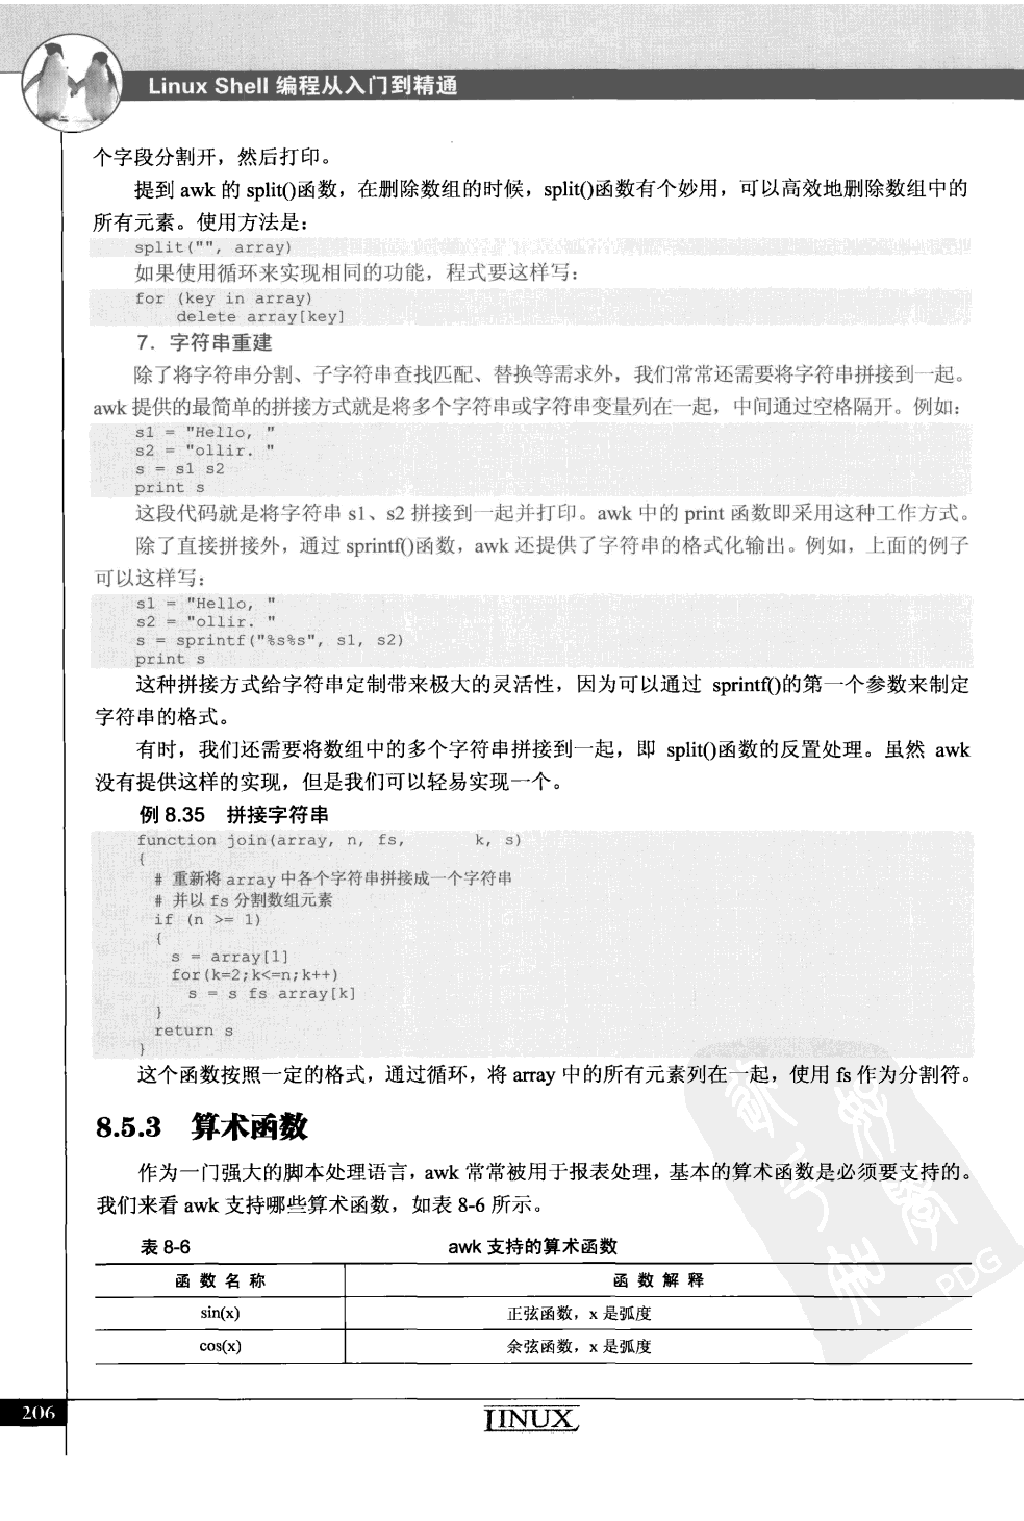 Linux Shell 编程从入门到精通
个字段分割开，然后打印。
提到 awk 的 split()函数，在删除数组的时候，split()函数有个妙用，可以高效地删除数组中的
所有元素。使用方法是：
split("", array)
如果使用循环来实现相同的功能，程式要这样写：
for (key in array)
delete array[key]
7．字符串重建
除了将字符串分割、子字符串查找匹配、替换等需求外，我们常常还需要将字符串拼接到一起。
awk 提供的最简单的拼接方式就是将多个字符串或字符串变量列在一起，中间通过空格隔开。例如：
s1 = "Hello, "
s2 = "ollir. "
s = s1 s2
print s
这段代码就是将字符串 s1、s2 拼接到一起并打印。awk 中的 print 函数即采用这种工作方式。
除了直接拼接外，通过 sprintf()函数，awk 还提供了字符串的格式化输出。例如，上面的例子
可以这样写：
s1 = "Hello, "
s2 = "ollir. "
s = sprintf("%s%s", s1, s2)
print s
这种拼接方式给字符串定制带来极大的灵活性，因为可以通过 sprintf()的第一个参数来制定
字符串的格式。
有时，我们还需要将数组中的多个字符串拼接到一起，即 split()函数的反置处理。虽然 awk
没有提供这样的实现，但是我们可以轻易实现一个。
例 8.35 拼接字符串
function join(array, n, fs, k, s)
{
# 重新将 array 中各个字符串拼接成一个字符串
# 并以 fs 分割数组元素
if (n >= 1)
{
s = array[1]
for(k=2;k<=n;k++)
s = s fs array[k]
}
return s
}
这个函数按照一定的格式，通过循环，将 array 中的所有元素列在一起，使用 fs 作为分割符。
8.5.3 算术函数
作为一门强大的脚本处理语言，awk 常常被用于报表处理，基本的算术函数是必须要支持的。
我们来看 awk 支持哪些算术函数，如表 8-6 所示。
表 8-6 awk 支持的算术函数
函 数 名 称 函 数 解 释
sin(x) 正弦函数，x 是弧度
cos(x) 余弦函数，x 是弧度
PDG
206
LINUX